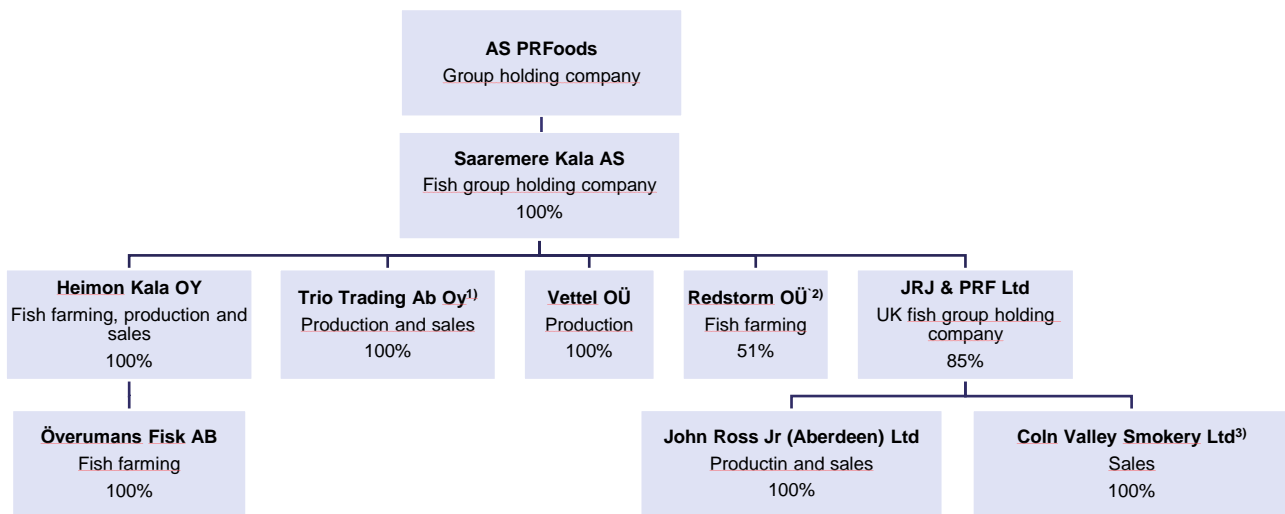 AS PRFoods
Group holding company
Saaremere Kala AS
Fish group holding company
100%
Heimon Kala OY
Fish farming, production and
sales
100%
Trio Trading Ab Oy¹⁾
Production and sales
100%
Vettel OÜ
Production
100%
Redstorm OÜ`²⁾
Fish farming
51%
JRJ & PRF Ltd
UK fish group holding
company
85%
Överumans Fisk AB
Fish farming
100%
John Ross Jr (Aberdeen) Ltd
Productin and sales
100%
Coln Valley Smokery Ltd³⁾
Sales
100%